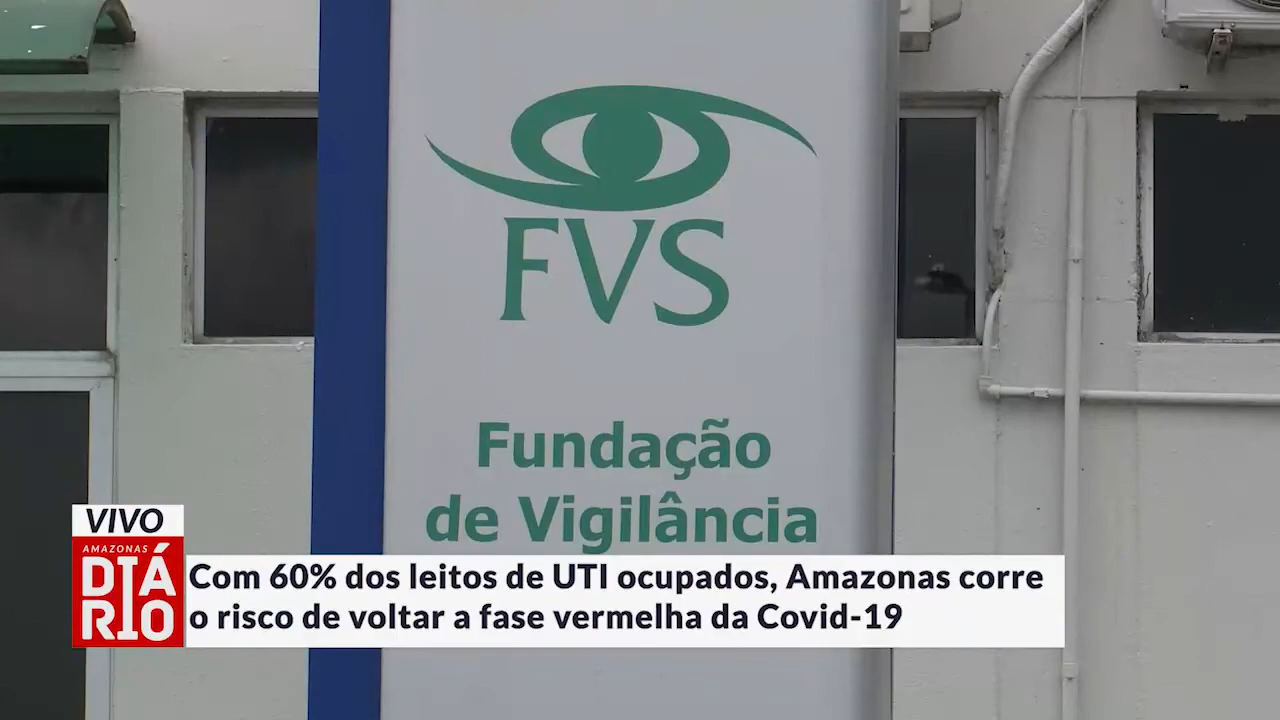 FVS
Fundação
de Vigilância
VIVO
AMAZONAS
DIÁ
RIO
Com 60% dos leitos de UTI ocupados, Amazonas corre
o risco de voltar a fase vermelha da Covid-19